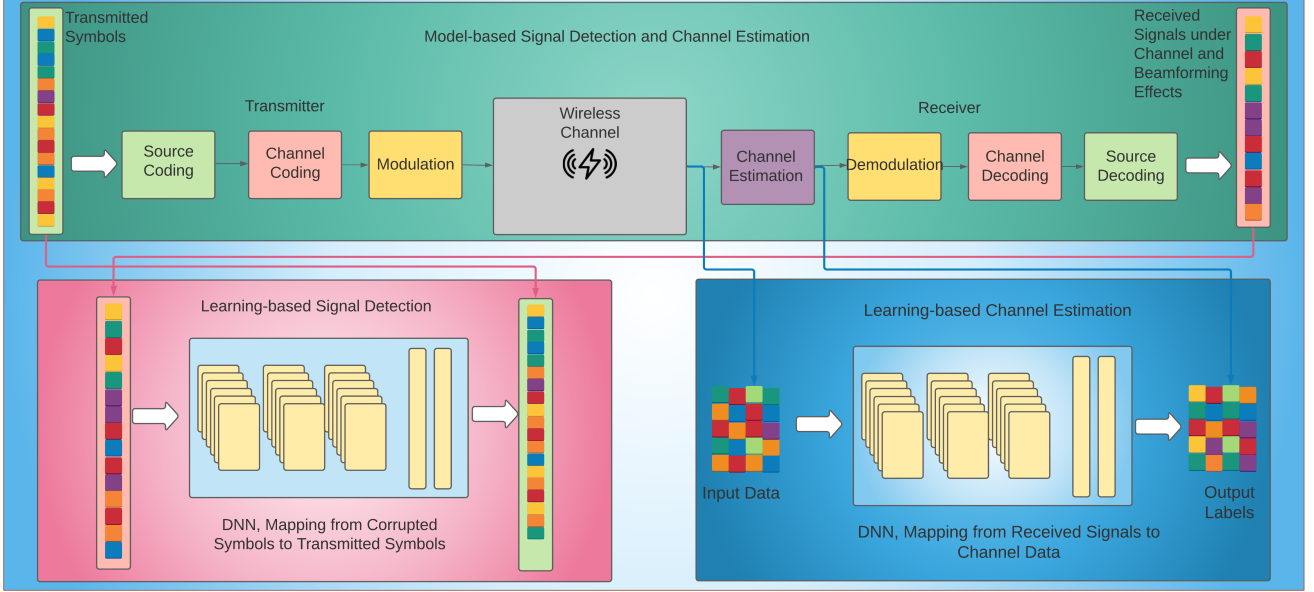 Transmitted
Symbols
Model-based Signal Detection and Channel Estimation
Received
Signals under
Channel and
Beamforming
Effects
Transmitter
Receiver
Source
Coding
Channel
Coding
Modulation
Wireless
Channel
Channel
Estimation
Demodulation
Channel
Decoding
Source
Decoding
Learning-based Signal Detection
DNN, Mapping from Corrupted
Symbols to Transmitted Symbols
Learning-based Channel Estimation
Input Data
Output
Labels
DNN, Mapping from Received Signals to
Channel Data